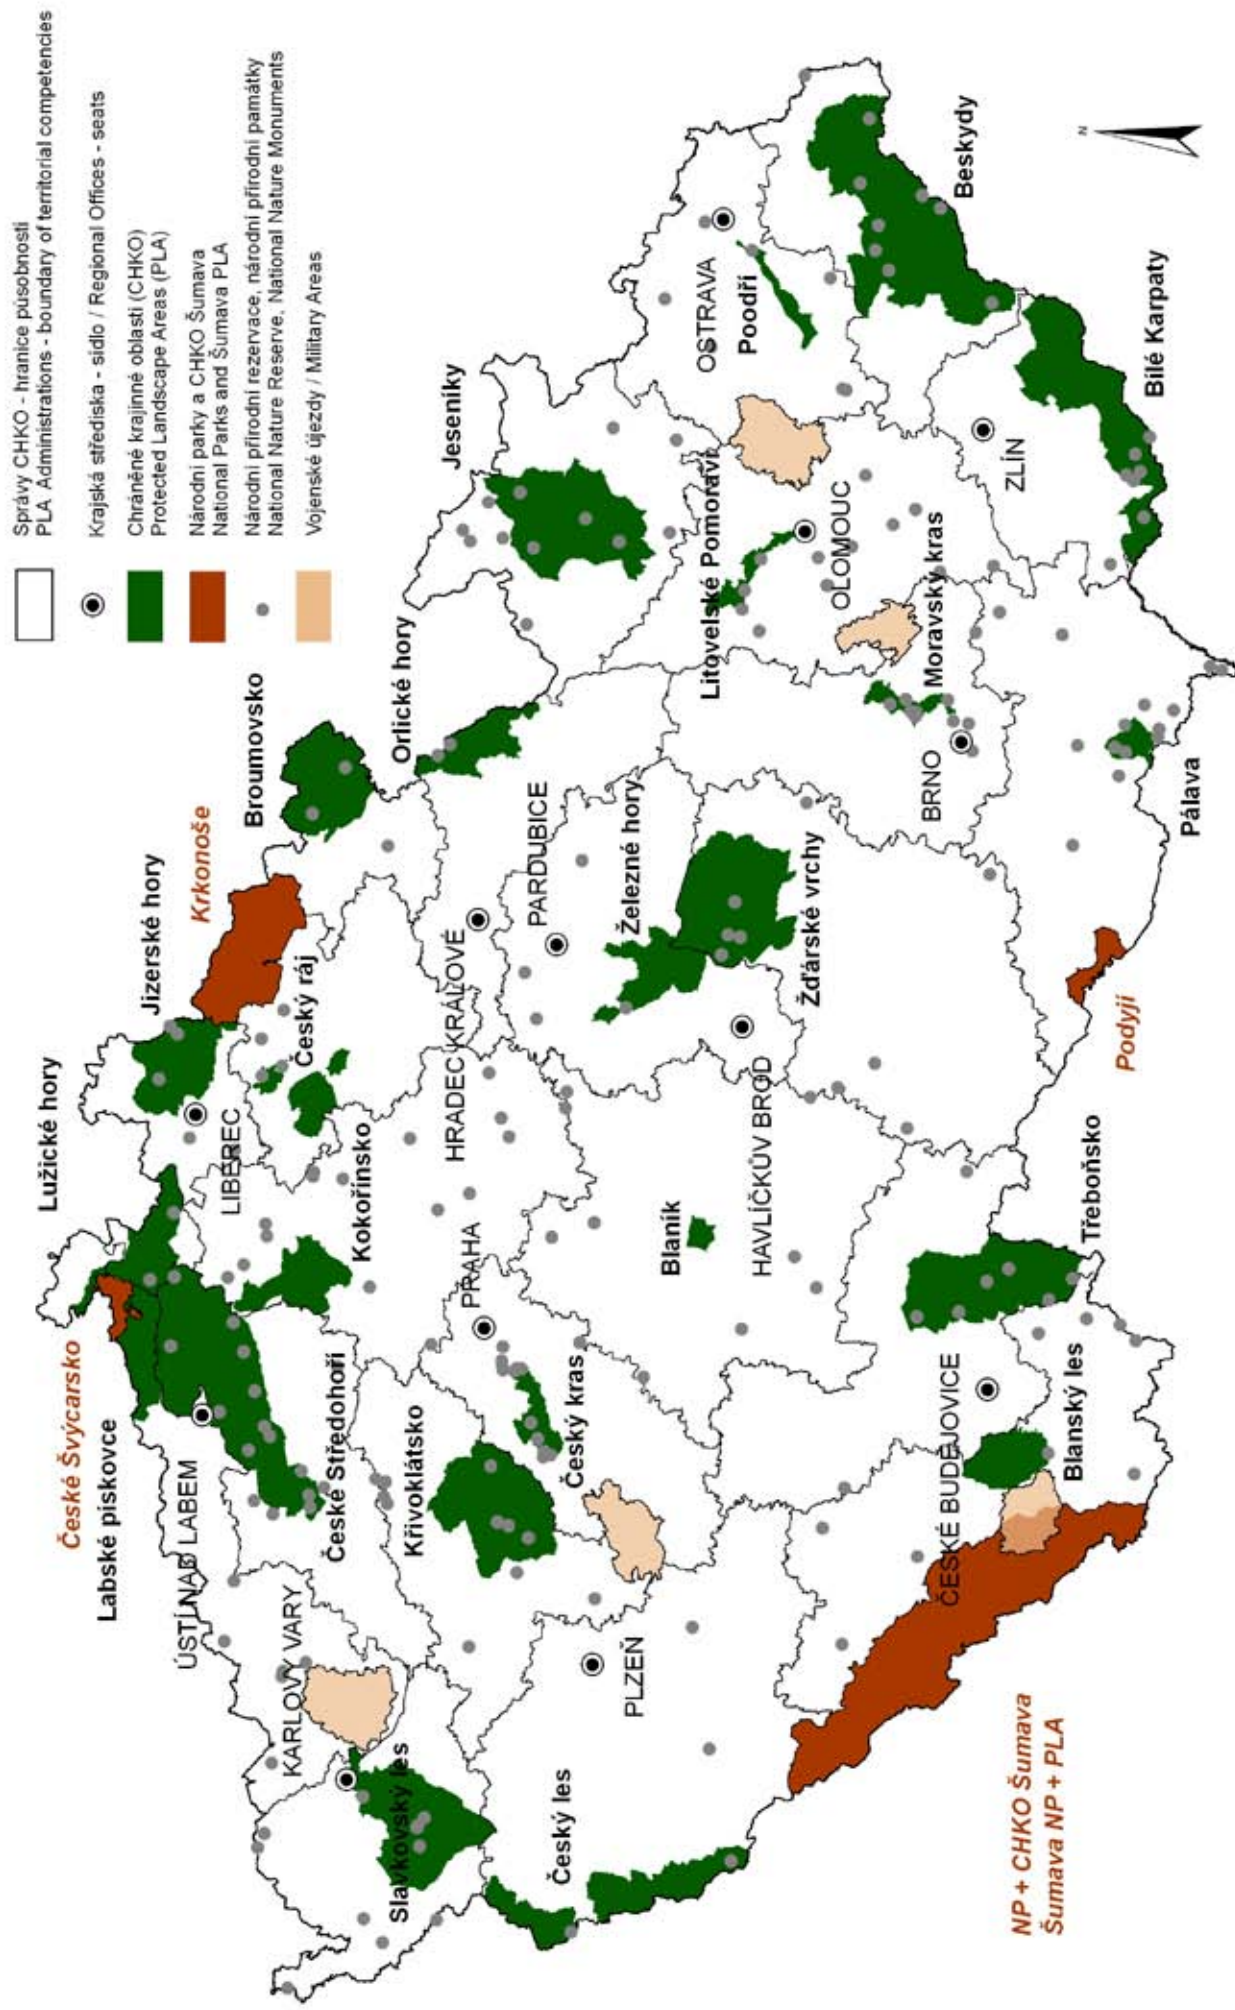 Správy CHKO - hranice působnosti
PLA Administrations - boundary of territorial competencies
Krajská střediska - sídlo / Regional Offices - seats
Chráněné krajinné oblasti (CHKO)
Protected Landscape Areas (PLA)
Národní parky a CHKO Šumava
National Parks and Šumava PLA
Národní přírodní rezervace, národní přírodní památky
National Nature Reserve, National Nature Monuments
Vojenské újezdy / Military Areas
N
České Švýcarsko
Labské pískovce
Lužické hory
Jizerské hory
Krkonoše
Broumovsko
Orlické hory
Jeseníky
ÚSTÍ NAD LABEM
LIBEREC
Český ráj
Kokořínsko
České Středohoří
KARLOVY VARY
Slavkovský les
Křivoklátsko
PRAHA
HRADEC KRÁLOVÉ
PARDUBICE
Železné hory
Český kras
Český les
PLZEŇ
Blaník
HAVLÍČKŮV BROD
Žďárské vrchy
Litovelské Pomoraví
OLOMOUC
OSTRAVA
Poodří
Beskydy
Moravský kras
BRNO
ZLÍN
Bílé Karpaty
Pálava
Podyjí
Třeboňsko
ČESKÉ BUDĚJOVICE
Blanský les
NP + CHKO Šumava
Šumava NP + PLA